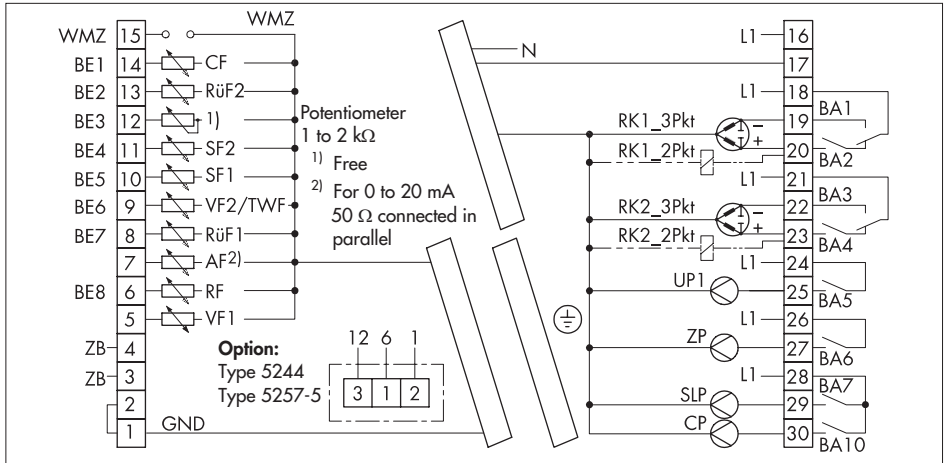 WMZ
WMZ 15
BE1 14 CF
BE2 13 RüF2
BE3 12 1)
BE4 11 SF2
BE5 10 SF1
BE6 9 VF2/TWF
BE7 8 RüF1
7 AF2)
BE8 6 RF
5 VF1
ZB 4
ZB 3
2
1 GND
Potentiometer
1 to 2 kΩ
1) Free
2) For 0 to 20 mA
50 Ω connected in
parallel
Option:
Type 5244
Type 5257-5
12 6 1
3 1 2
N
L1 16
17
L1 18
BA1
RK1_3Pkt − 19
+ 20
RK1_2Pkt
BA2
L1 21
BA3
RK2_3Pkt − 22
+ 23
RK2_2Pkt
BA4
L1 24
UP1 25
BA5
L1 26
ZP 27
BA6
L1 28
BA7
SLP 29
CP 30
BA10